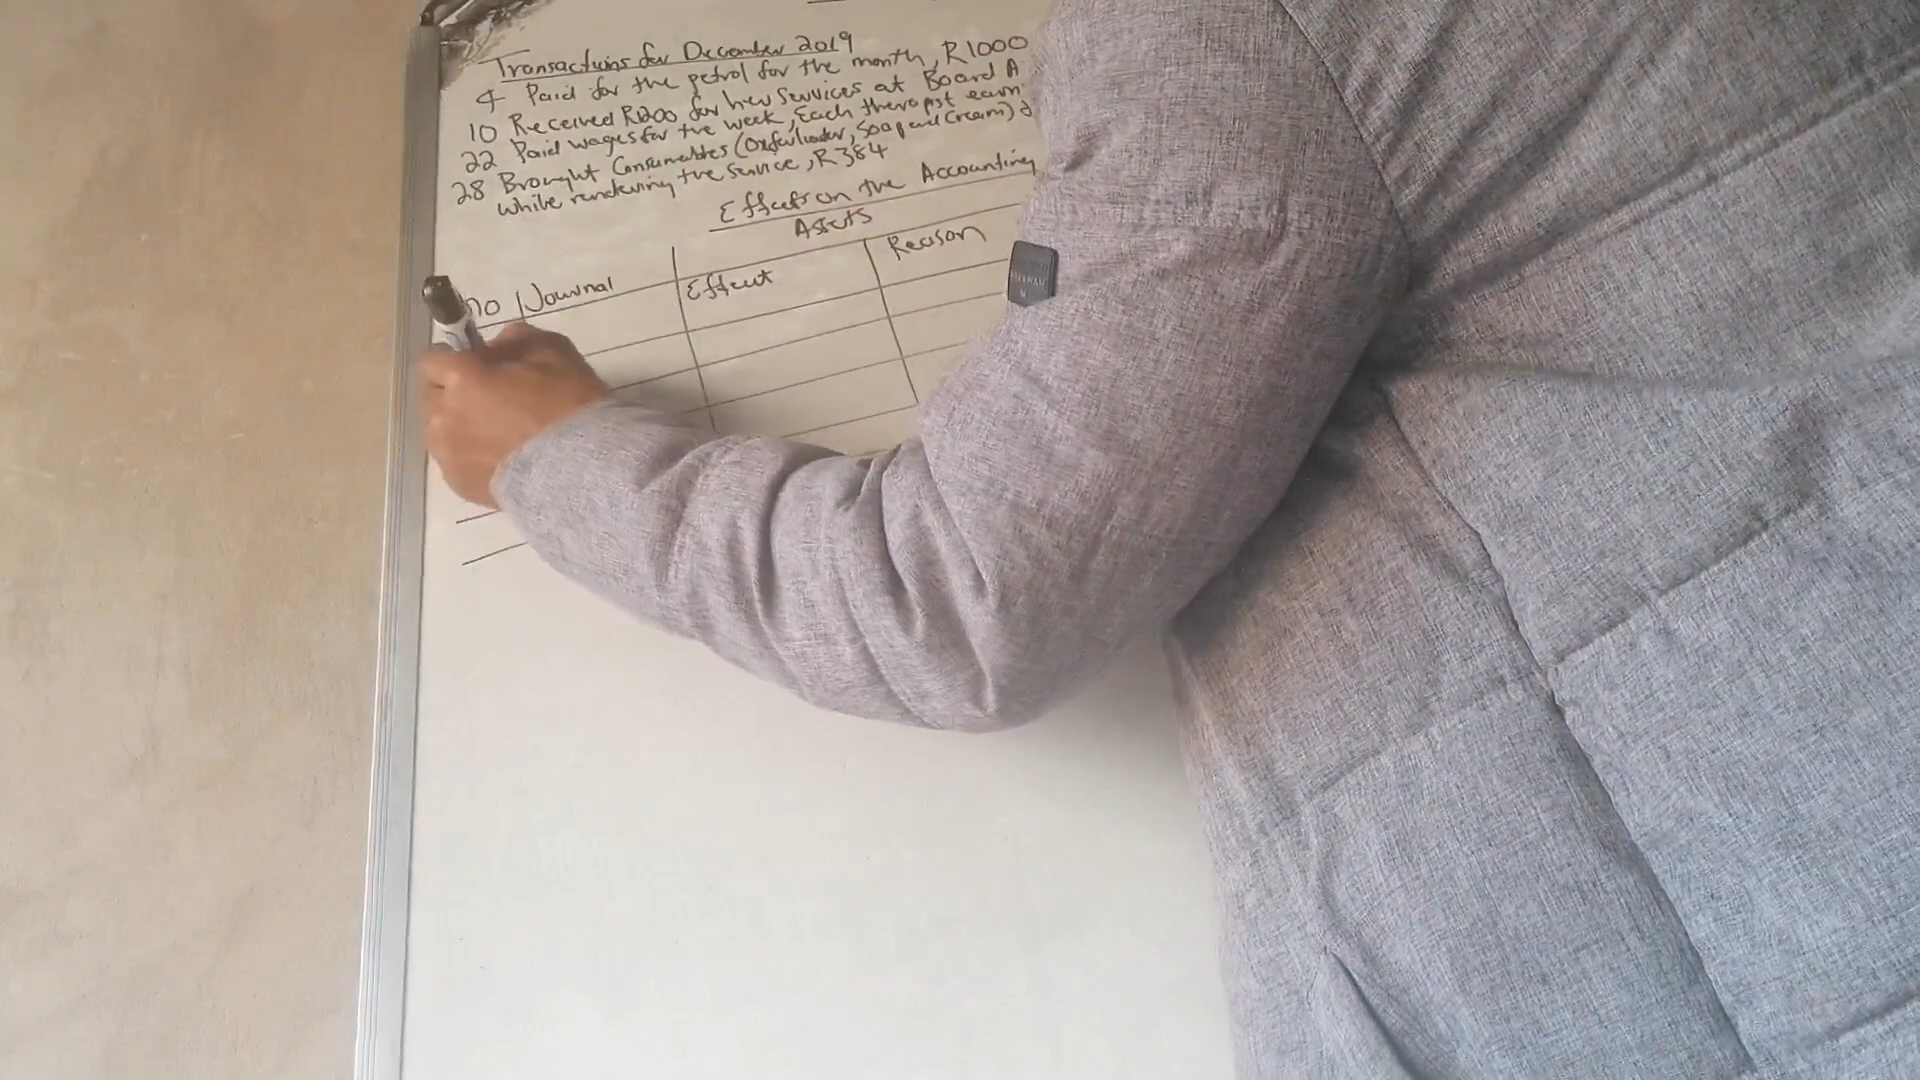 Transactions for December 2019
4 Paid for the petrol for the month, R1000
10 Received R1200 for her services at Board A
22 Paid wages for the week, Each therapist earn
28 Brought Consumables ( , Soap and Cream)
while rendering the service, R384
Effects on the Accounting
Assets
no Journal Effect Reason